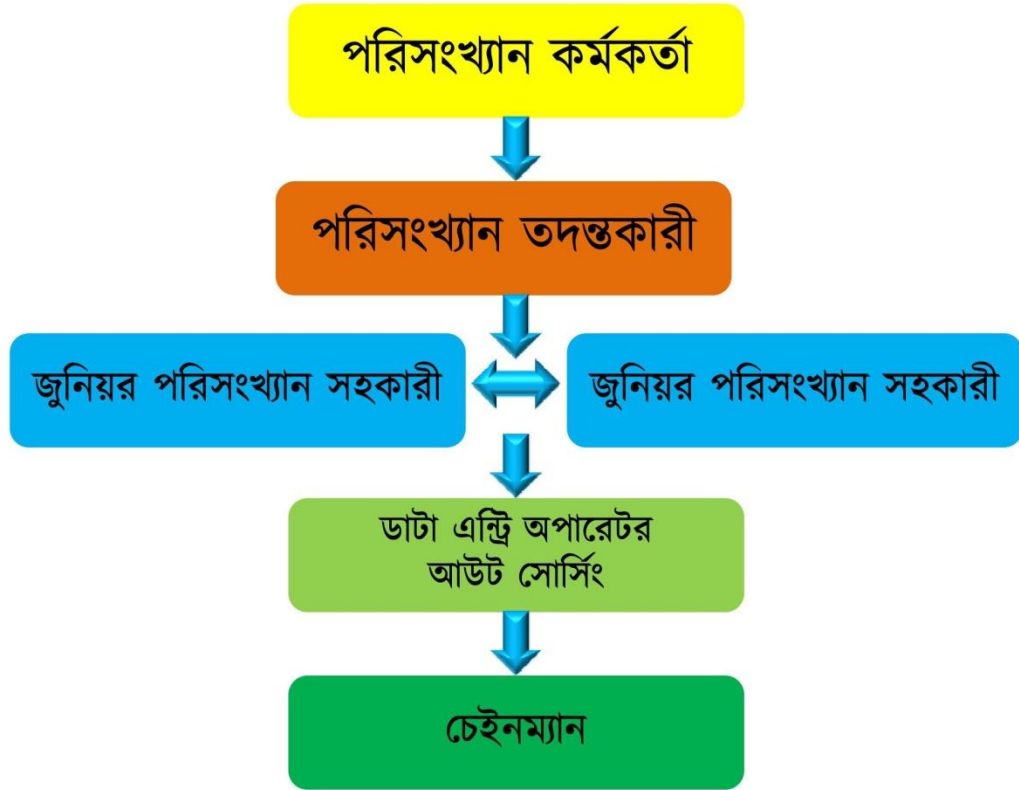 পরিসংখ্যান কর্মকর্তা
পরিসংখ্যান তদন্তকারী
জুনিয়র পরিসংখ্যান সহকারী
জুনিয়র পরিসংখ্যান সহকারী
ডাটা এন্ট্রি অপারেটর
আউট সোর্সিং
চেইনম্যান